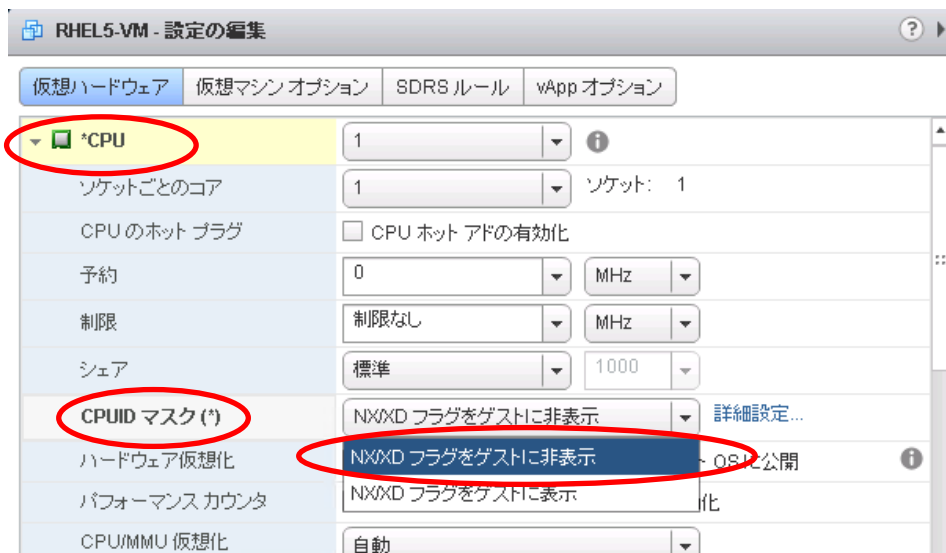 RHEL5-VM - 設定の編集
仮想ハードウェア 仮想マシン オプション SDRS ルール vApp オプション
*CPU 1
ソケットごとのコア 1 ソケット: 1
CPU のホット プラグ CPU ホット アドの有効化
予約 0 MHz
制限 制限なし MHz
シェア 標準 1000
CPUID マスク (*) NX/XD フラグをゲストに非表示 詳細設定...
ハードウェア仮想化 NX/XD フラグをゲストに非表示 OS に公開
パフォーマンス カウンタ NX/XD フラグをゲストに表示 化
CPU/MMU 仮想化 自動